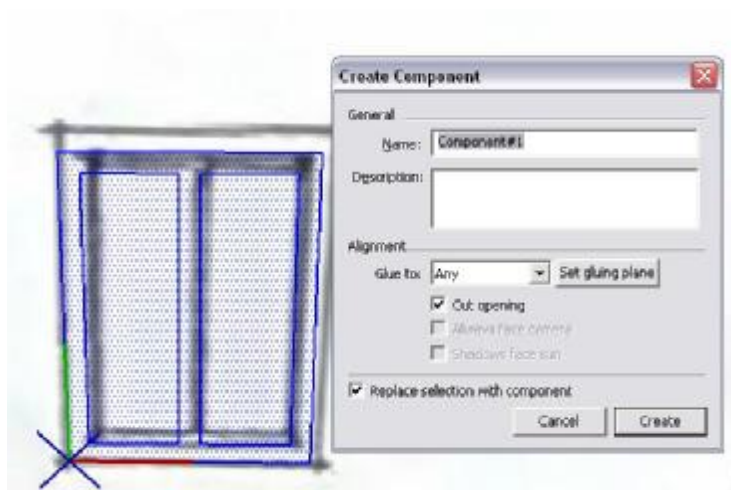 Create Component
General
Name: Component#1
Description:
Alignment
Glue to: Any Set gluing plane
Cut opening
Always face camera
Shadows face sun
Replace selection with component
Cancel Create